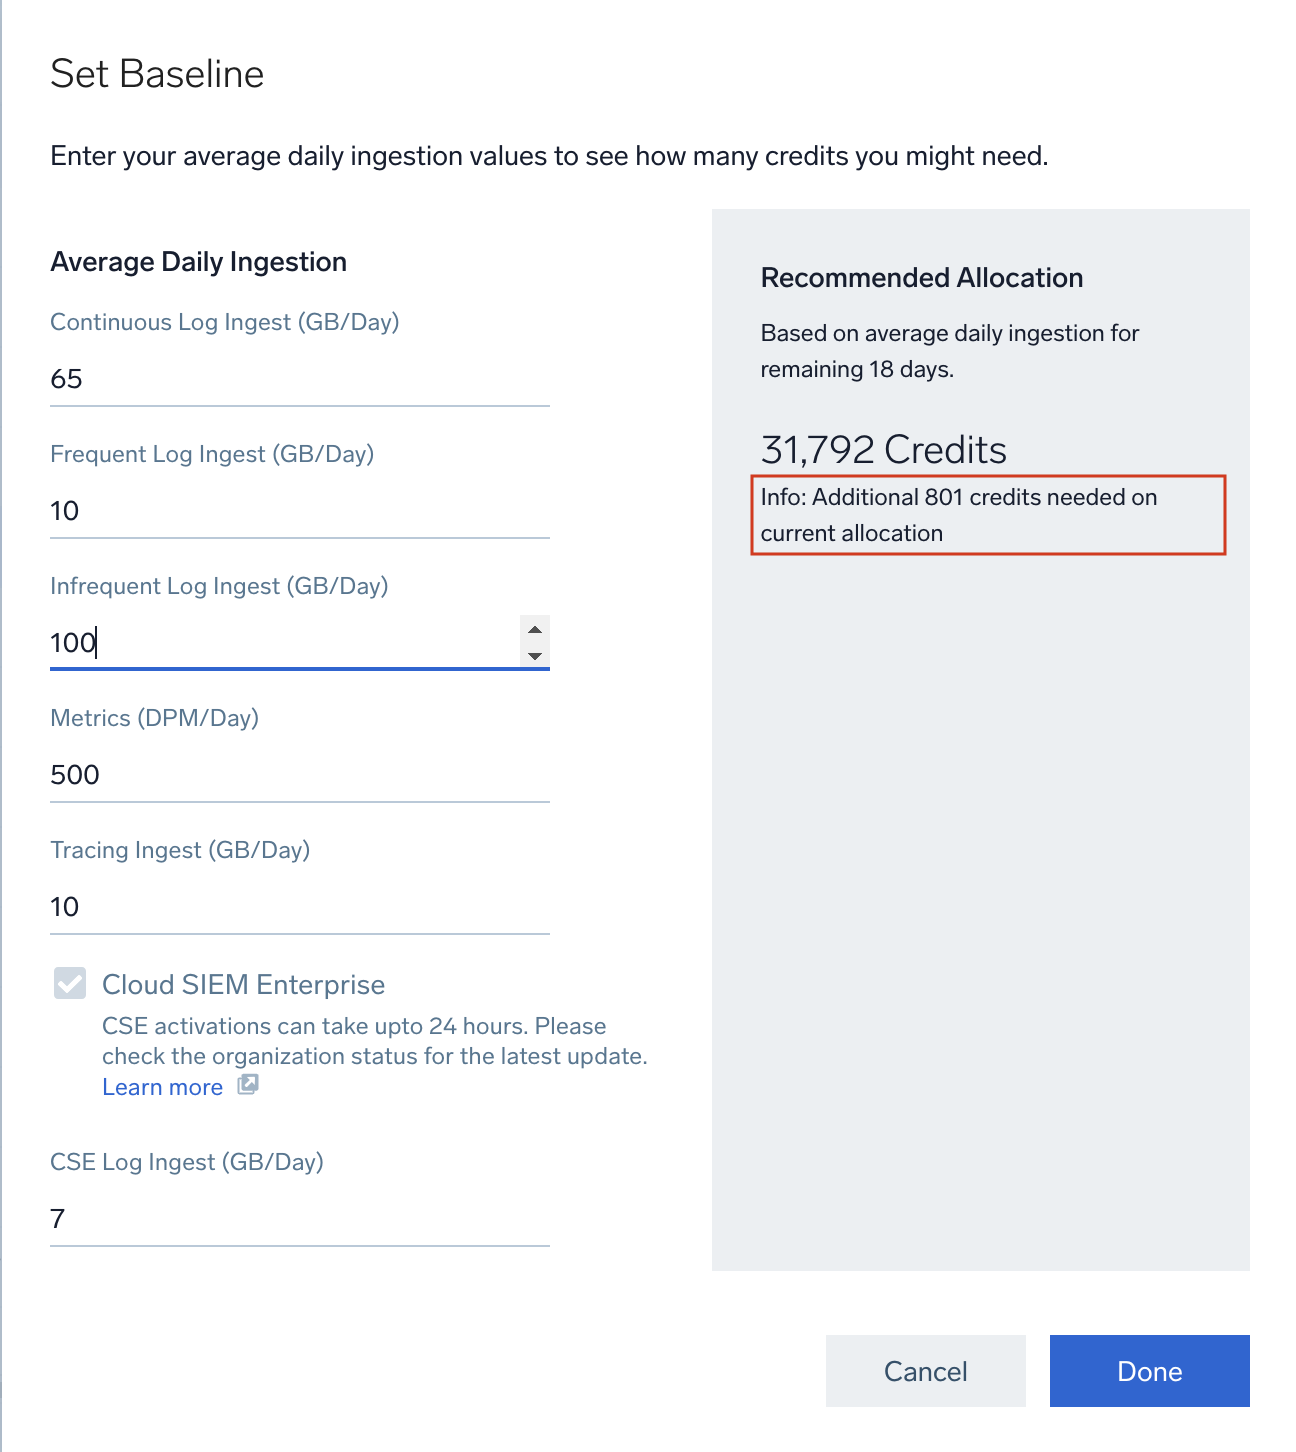 Set Baseline
Enter your average daily ingestion values to see how many credits you might need.
Average Daily Ingestion
Continuous Log Ingest (GB/Day)
65
Frequent Log Ingest (GB/Day)
10
Infrequent Log Ingest (GB/Day)
100
Metrics (DPM/Day)
500
Tracing Ingest (GB/Day)
10
Cloud SIEM Enterprise
CSE activations can take upto 24 hours. Please
check the organization status for the latest update.
Learn more
CSE Log Ingest (GB/Day)
7
Recommended Allocation
Based on average daily ingestion for
remaining 18 days.
31,792 Credits
Info: Additional 801 credits needed on
current allocation
Cancel
Done